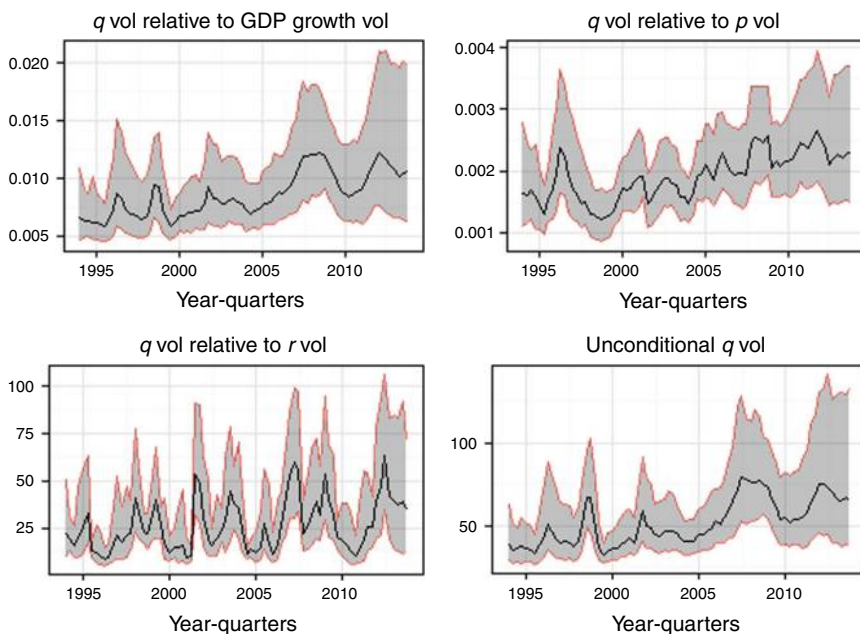 q vol relative to GDP growth vol
0.020
0.015
0.010
0.005
1995 2000 2005 2010
Year-quarters
q vol relative to p vol
0.004
0.003
0.002
0.001
1995 2000 2005 2010
Year-quarters
q vol relative to r vol
100
75
50
25
1995 2000 2005 2010
Year-quarters
Unconditional q vol
100
50
1995 2000 2005 2010
Year-quarters